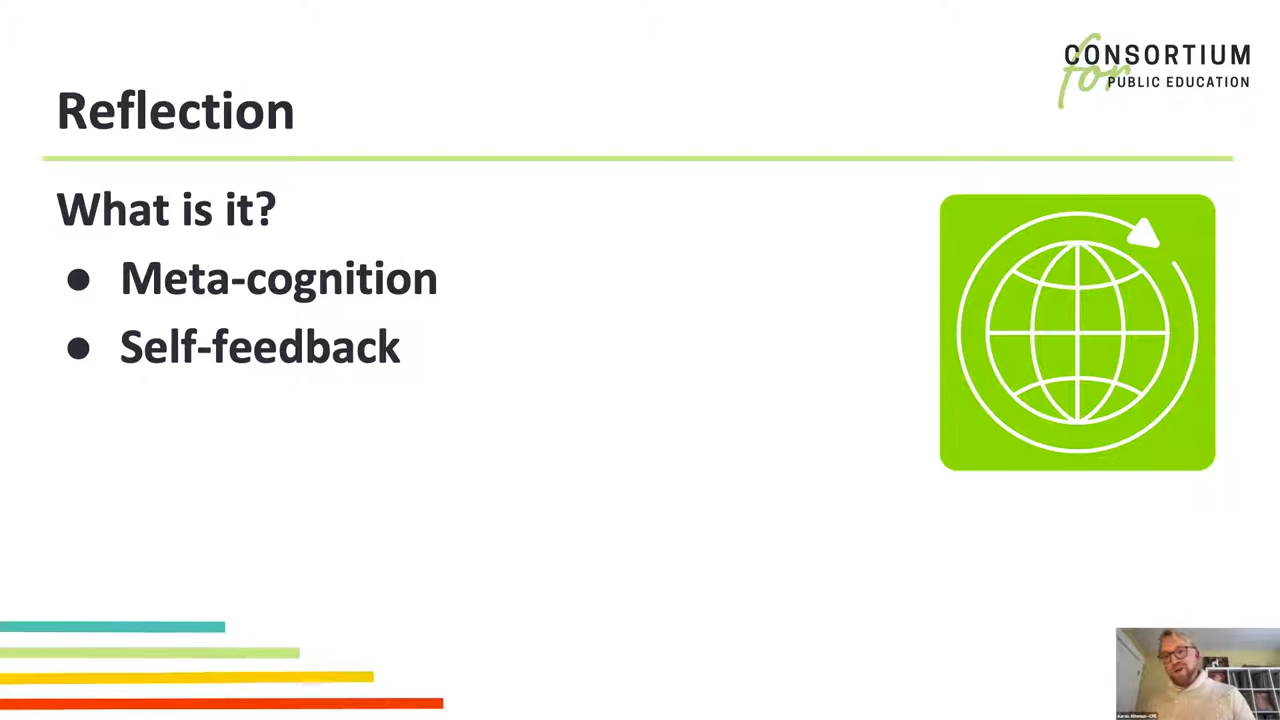 CONSORTIUM
for PUBLIC EDUCATION
Reflection
What is it?
● Meta-cognition
● Self-feedback